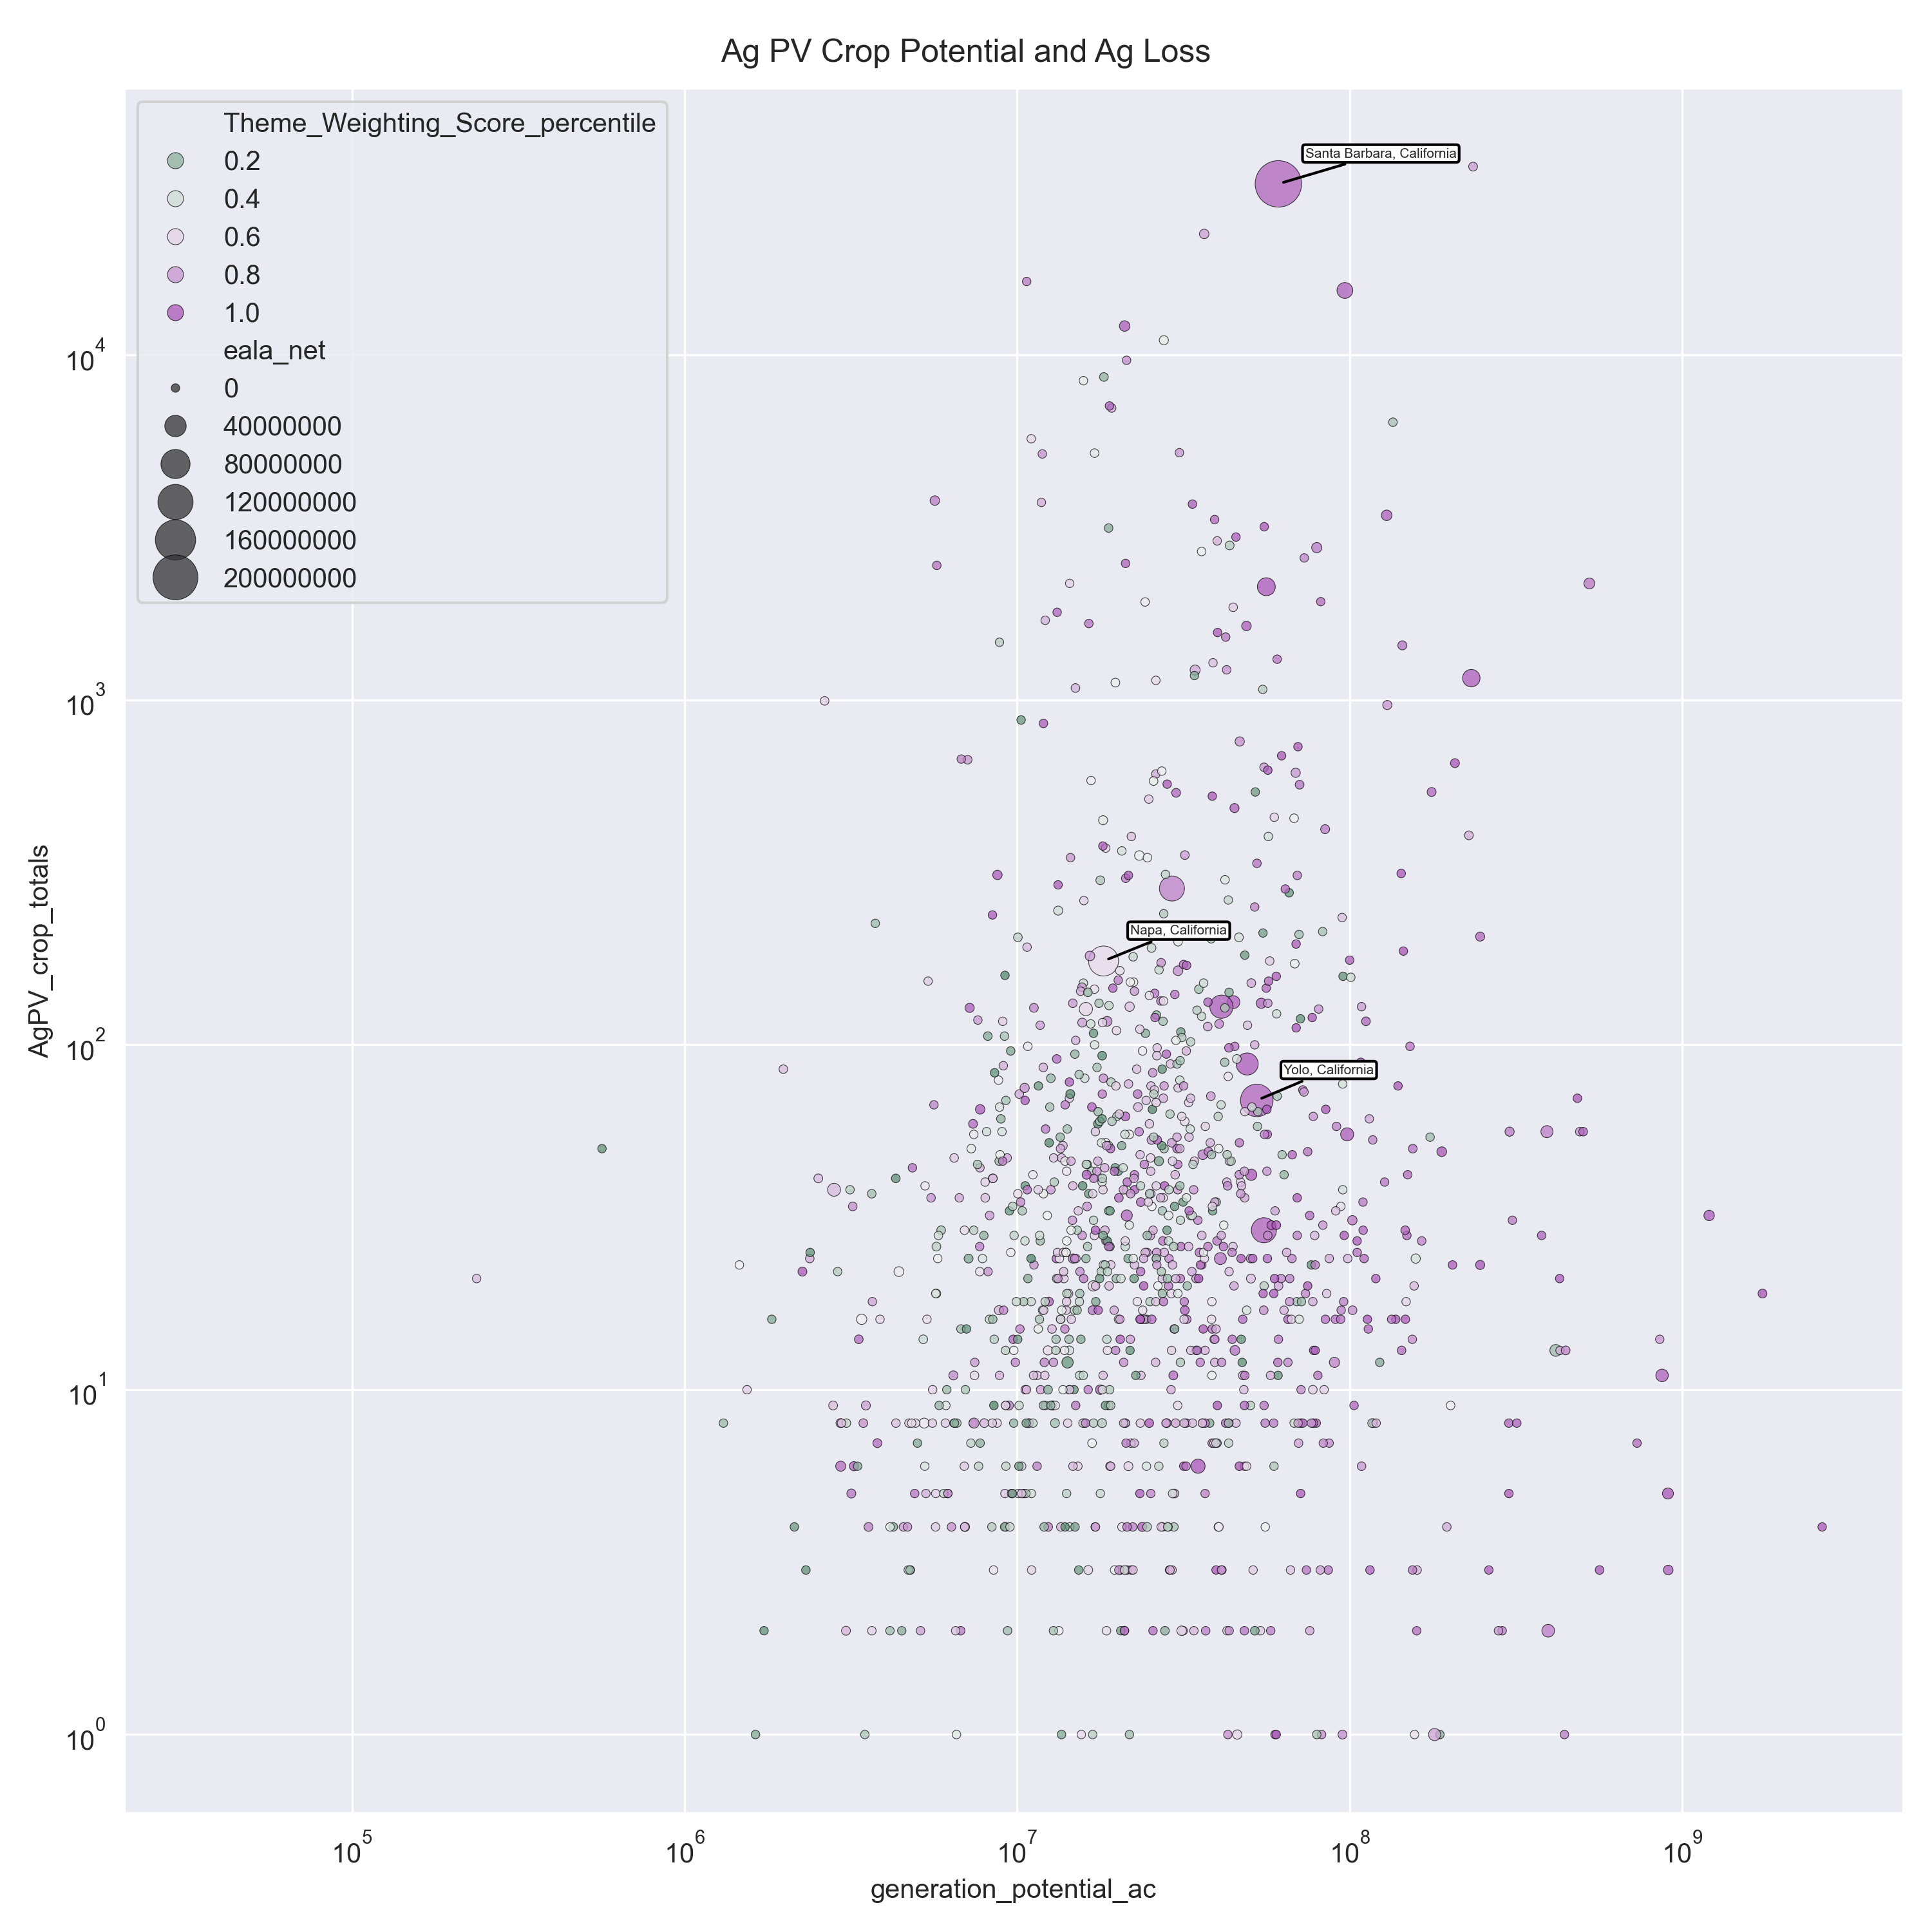 Ag PV Crop Potential and Ag Loss
Theme_Weighting_Score_percentile
0.2
0.4
0.6
0.8
1.0
eala_net
0
40000000
80000000
120000000
160000000
200000000
Santa Barbara, California
Napa, California
Yolo, California
AgPV_crop_totals
10^4
10^3
10^2
10^1
10^0
10^5
10^6
10^7
10^8
10^9
generation_potential_ac